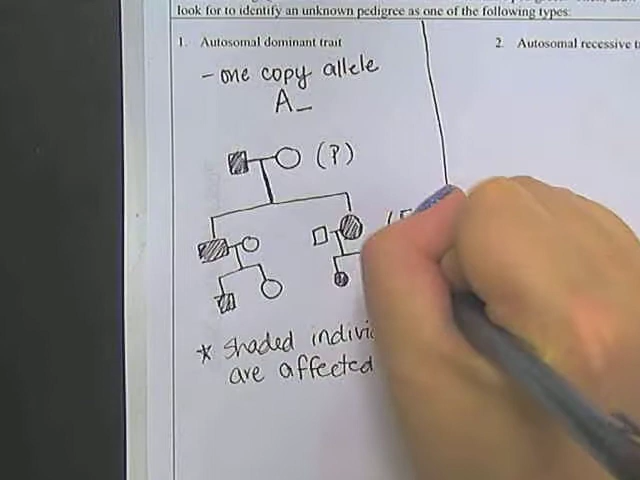 look for to identify an unknown pedigree as one of the following types:
1. Autosomal dominant trait
2. Autosomal recessive
- one copy allele
A_
(P)
* Shaded
are affected